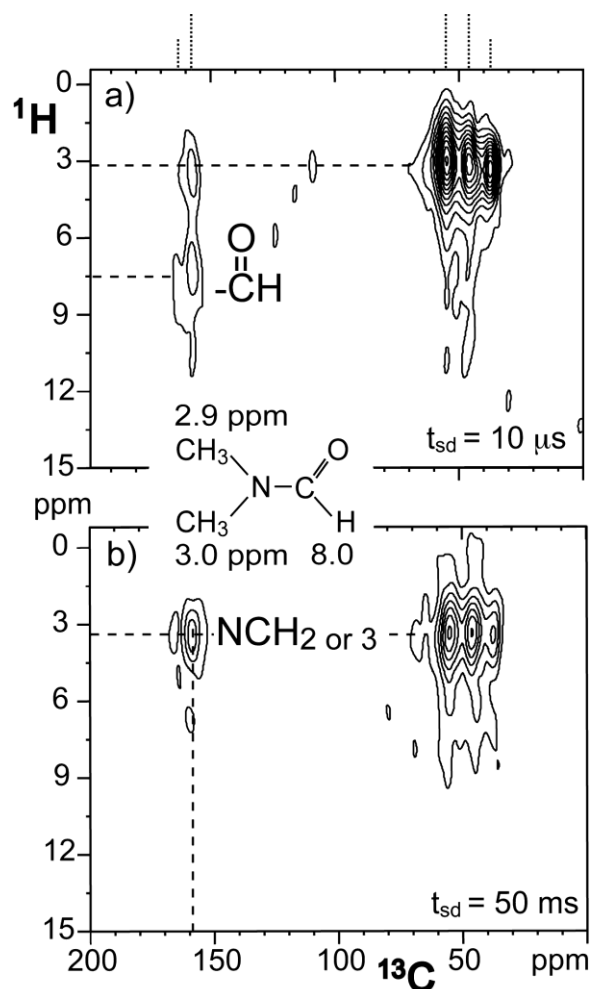 0
a)
¹H
3
6
O
-CH
9
12
2.9 ppm
t_sd = 10 μs
CH₃
O
15
N
C
ppm
CH₃
H
0
b)
3.0 ppm 8.0
3
NCH₂ or 3
6
9
12
t_sd = 50 ms
15
200 150 100 50 ppm
¹³C